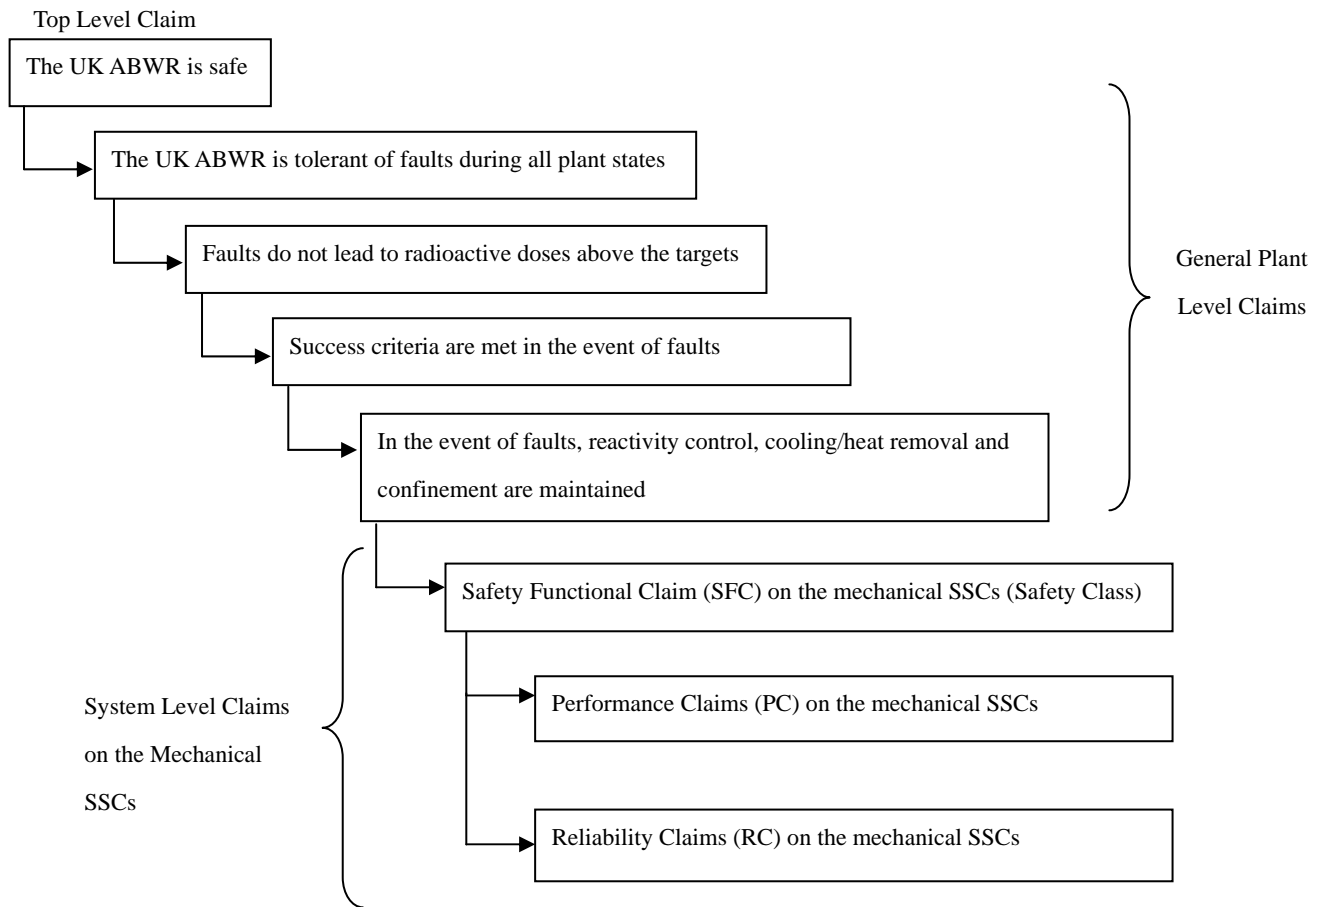 Top Level Claim
The UK ABWR is safe
The UK ABWR is tolerant of faults during all plant states
Faults do not lead to radioactive doses above the targets
General Plant
Level Claims
Success criteria are met in the event of faults
In the event of faults, reactivity control, cooling/heat removal and
confinement are maintained
Safety Functional Claim (SFC) on the mechanical SSCs (Safety Class)
System Level Claims
on the Mechanical
SSCs
Performance Claims (PC) on the mechanical SSCs
Reliability Claims (RC) on the mechanical SSCs